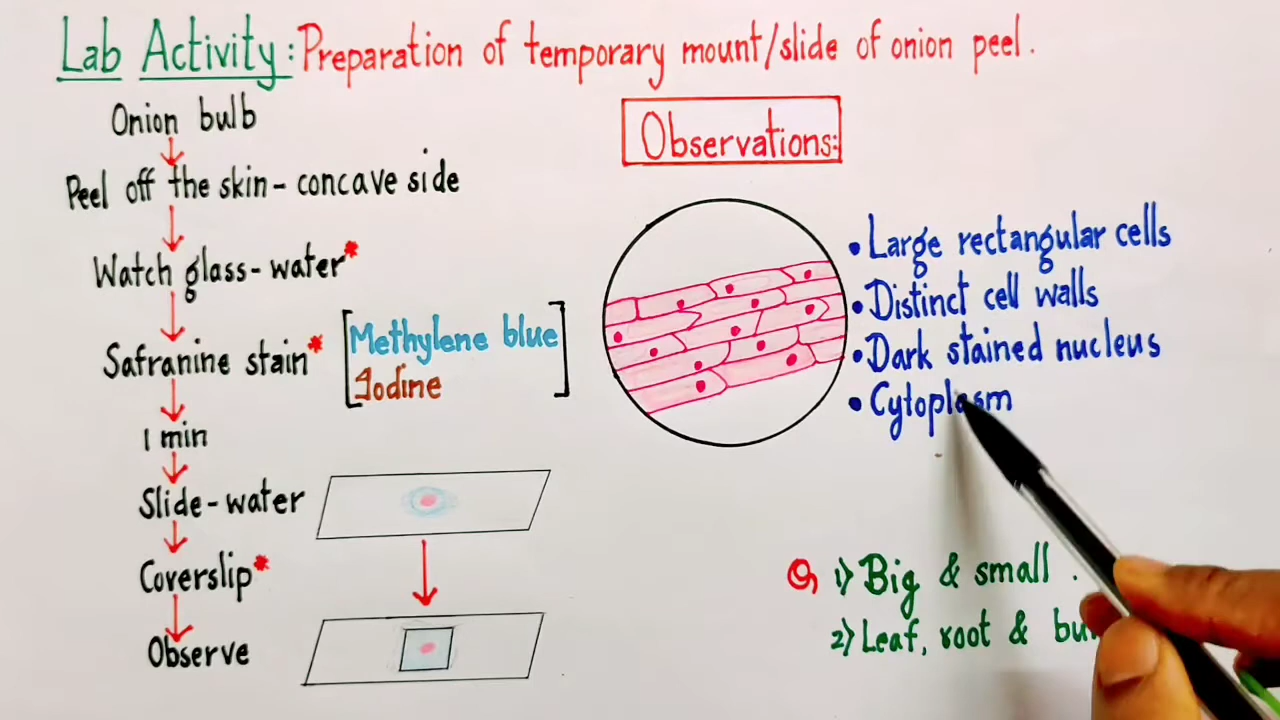 Lab Activity: Preparation of temporary mount/slide of onion peel.
Onion bulb
Peel off the skin - concave side
Watch glass - water*
Safranine stain* [Methylene blue
Iodine]
1 min
Slide - water
Coverslip*
Observe
Observations:
• Large rectangular cells
• Distinct cell walls
• Dark stained nucleus
• Cytoplasm
Q 1) Big & small.
2) Leaf, root &